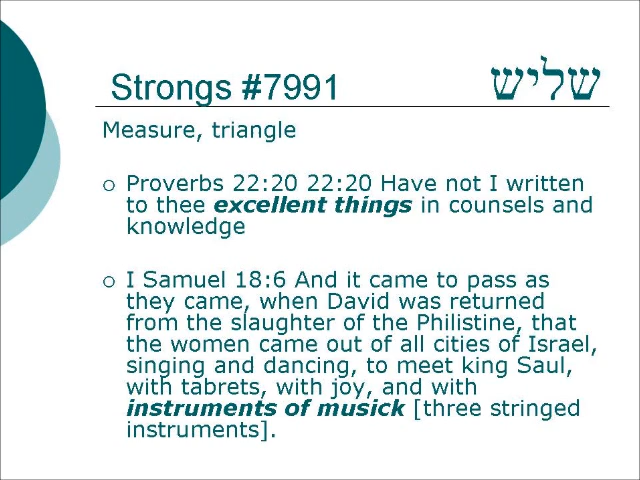 Strongs #7991 שליש
Measure, triangle
Proverbs 22:20 22:20 Have not I written
to thee excellent things in counsels and
knowledge
I Samuel 18:6 And it came to pass as
they came, when David was returned
from the slaughter of the Philistine, that
the women came out of all cities of Israel,
singing and dancing, to meet king Saul,
with tabrets, with joy, and with
instruments of musick [three stringed
instruments].